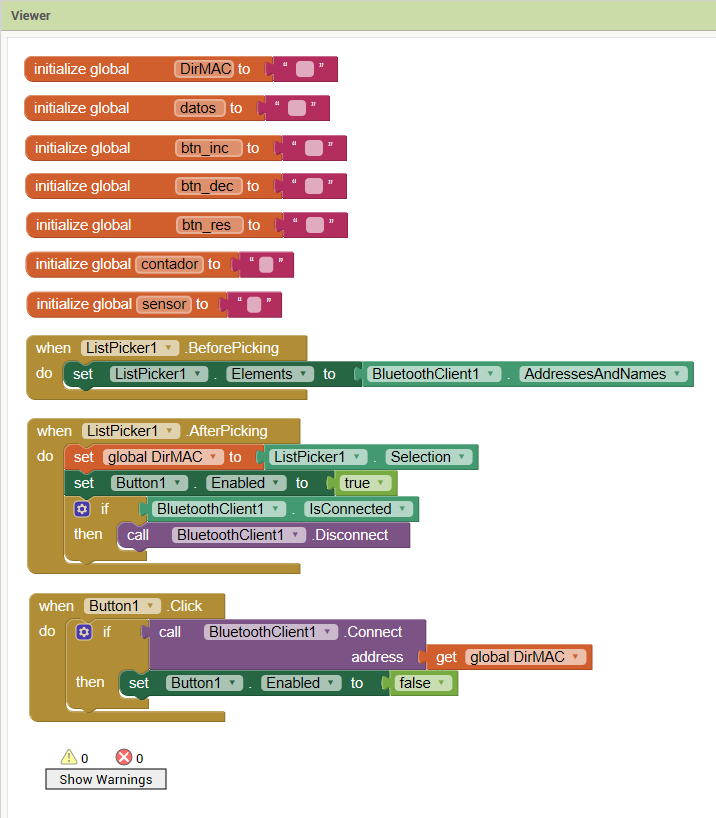 Viewer
initialize global DirMAC to “ ”
initialize global datos to “ ”
initialize global btn_inc to “ ”
initialize global btn_dec to “ ”
initialize global btn_res to “ ”
initialize global contador to “ ”
initialize global sensor to “ ”
when ListPicker1 .BeforePicking
do set ListPicker1 . Elements to BluetoothClient1 . AddressesAndNames
when ListPicker1 .AfterPicking
do set global DirMAC to ListPicker1 . Selection
set Button1 . Enabled to true
if BluetoothClient1 . IsConnected
then call BluetoothClient1 .Disconnect
when Button1 .Click
do if call BluetoothClient1 .Connect
address get global DirMAC
then set Button1 . Enabled to false
0 0
Show Warnings